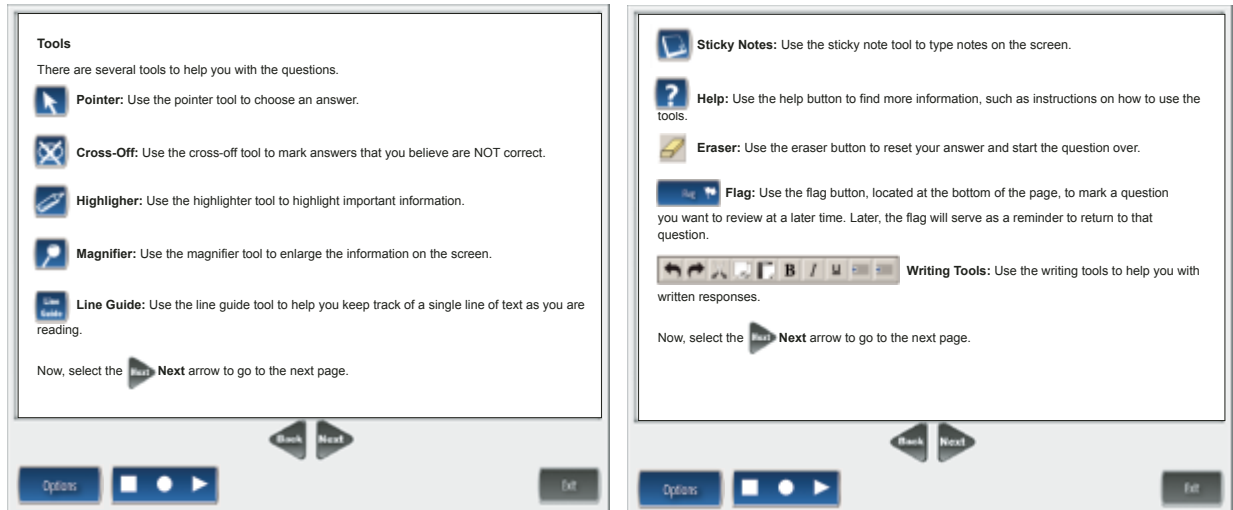 Tools
There are several tools to help you with the questions.
Pointer: Use the pointer tool to choose an answer.
Cross-Off: Use the cross-off tool to mark answers that you believe are NOT correct.
Highligher: Use the highlighter tool to highlight important information.
Magnifier: Use the magnifier tool to enlarge the information on the screen.
Line Guide Line Guide: Use the line guide tool to help you keep track of a single line of text as you are
reading.
Now, select the Next Next arrow to go to the next page.
Back Next
Options
Exit
Sticky Notes: Use the sticky note tool to type notes on the screen.
? Help: Use the help button to find more information, such as instructions on how to use the
tools.
Eraser: Use the eraser button to reset your answer and start the question over.
Flag Flag: Use the flag button, located at the bottom of the page, to mark a question
you want to review at a later time. Later, the flag will serve as a reminder to return to that
question.
B I U Writing Tools: Use the writing tools to help you with
written responses.
Now, select the Next Next arrow to go to the next page.
Back Next
Options
Exit